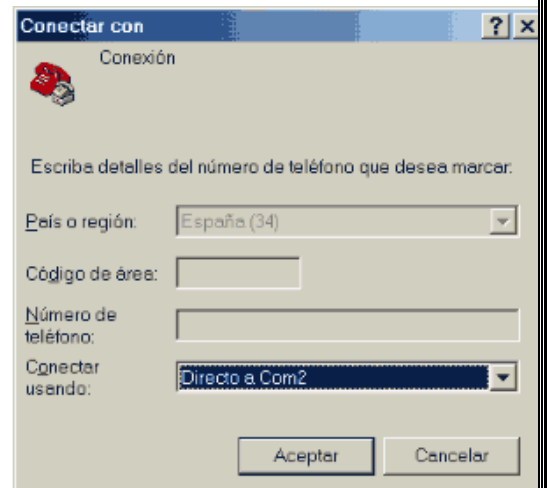 Conectar con
Conexión
Escriba detalles del número de teléfono que desea marcar:
País o región:
España (34)
Código de área:
Número de
teléfono:
Conectar
usando:
Directo a Com2
Aceptar
Cancelar